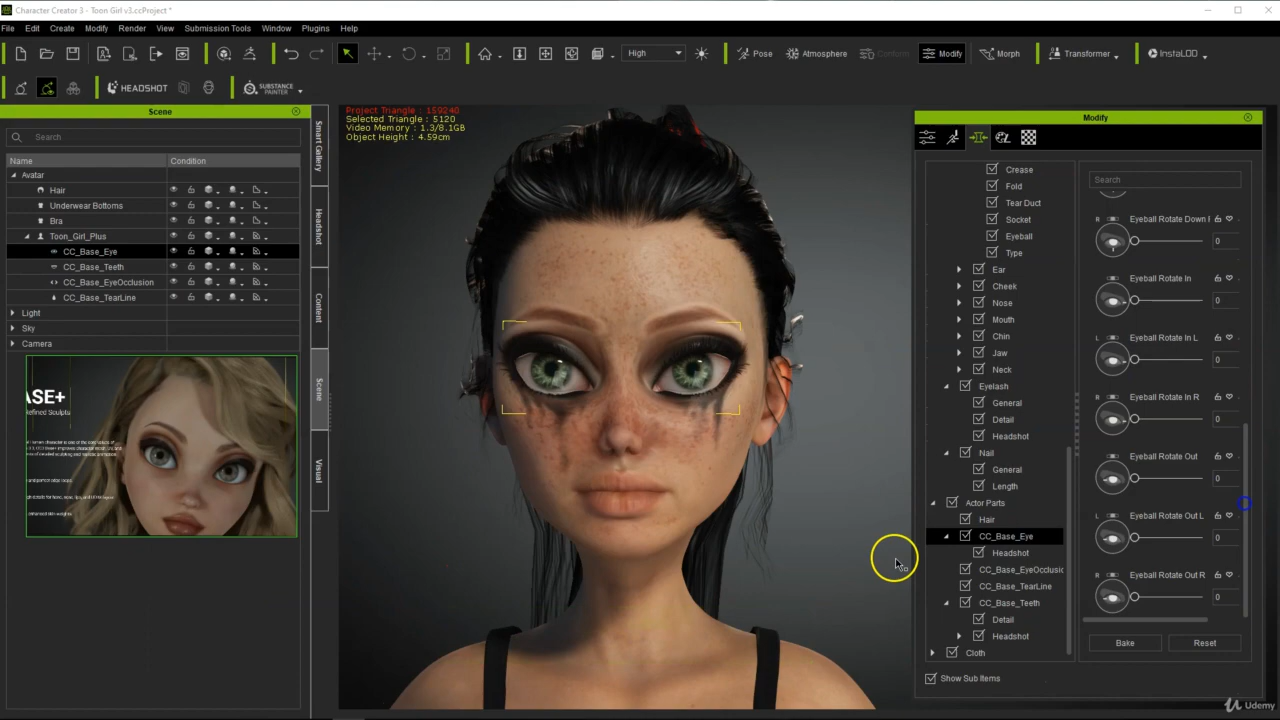 Character Creator 3 - Toon Girl v3.ccProject *
File Edit Create Modify Render View Submission Tools Window Plugins Help
High Pose Atmosphere Conform Modify Morph Transformer InstaLOD
HEADSHOT SUBSTANCE PAINTER
Scene
Search
Name Condition
Avatar
Hair
Underwear Bottoms
Bra
Toon_Girl_Plus
CC_Base_Eye
CC_Base_Teeth
CC_Base_EyeOcclusion
CC_Base_TearLine
Light
Sky
Camera
ASE+
Smart Gallery
Headshot
Content
Scene
Visual
Project Triangle : 159240
Selected Triangle : 5120
Video Memory : 1.3/8.1GB
Object Height : 4.59cm
Modify
Crease
Fold
Tear Duct
Socket
Eyeball
Type
Ear
Cheek
Nose
Mouth
Chin
Jaw
Neck
Eyelash
General
Detail
Headshot
Nail
General
Length
Actor Parts
Hair
CC_Base_Eye
Headshot
CC_Base_EyeOcclusic
CC_Base_TearLine
CC_Base_Teeth
Detail
Headshot
Cloth
Show Sub Items
Search
R Eyeball Rotate Down
0
Eyeball Rotate In
0
L Eyeball Rotate In L
0
R Eyeball Rotate In R
0
Eyeball Rotate Out
0
L Eyeball Rotate Out L
0
R Eyeball Rotate Out R
0
Bake Reset
Udemy